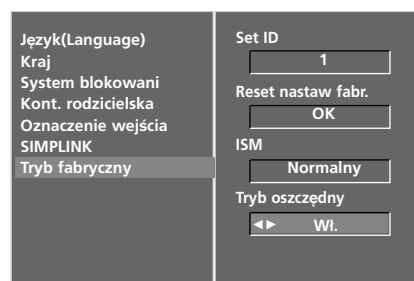 Język(Language)
Kraj
System blokowani
Kont. rodzicielska
Oznaczenie wejścia
SIMPLINK
Tryb fabryczny
Set ID
1
Reset nastaw fabr.
OK
ISM
Normalny
Tryb oszczędny
◄► Wł.